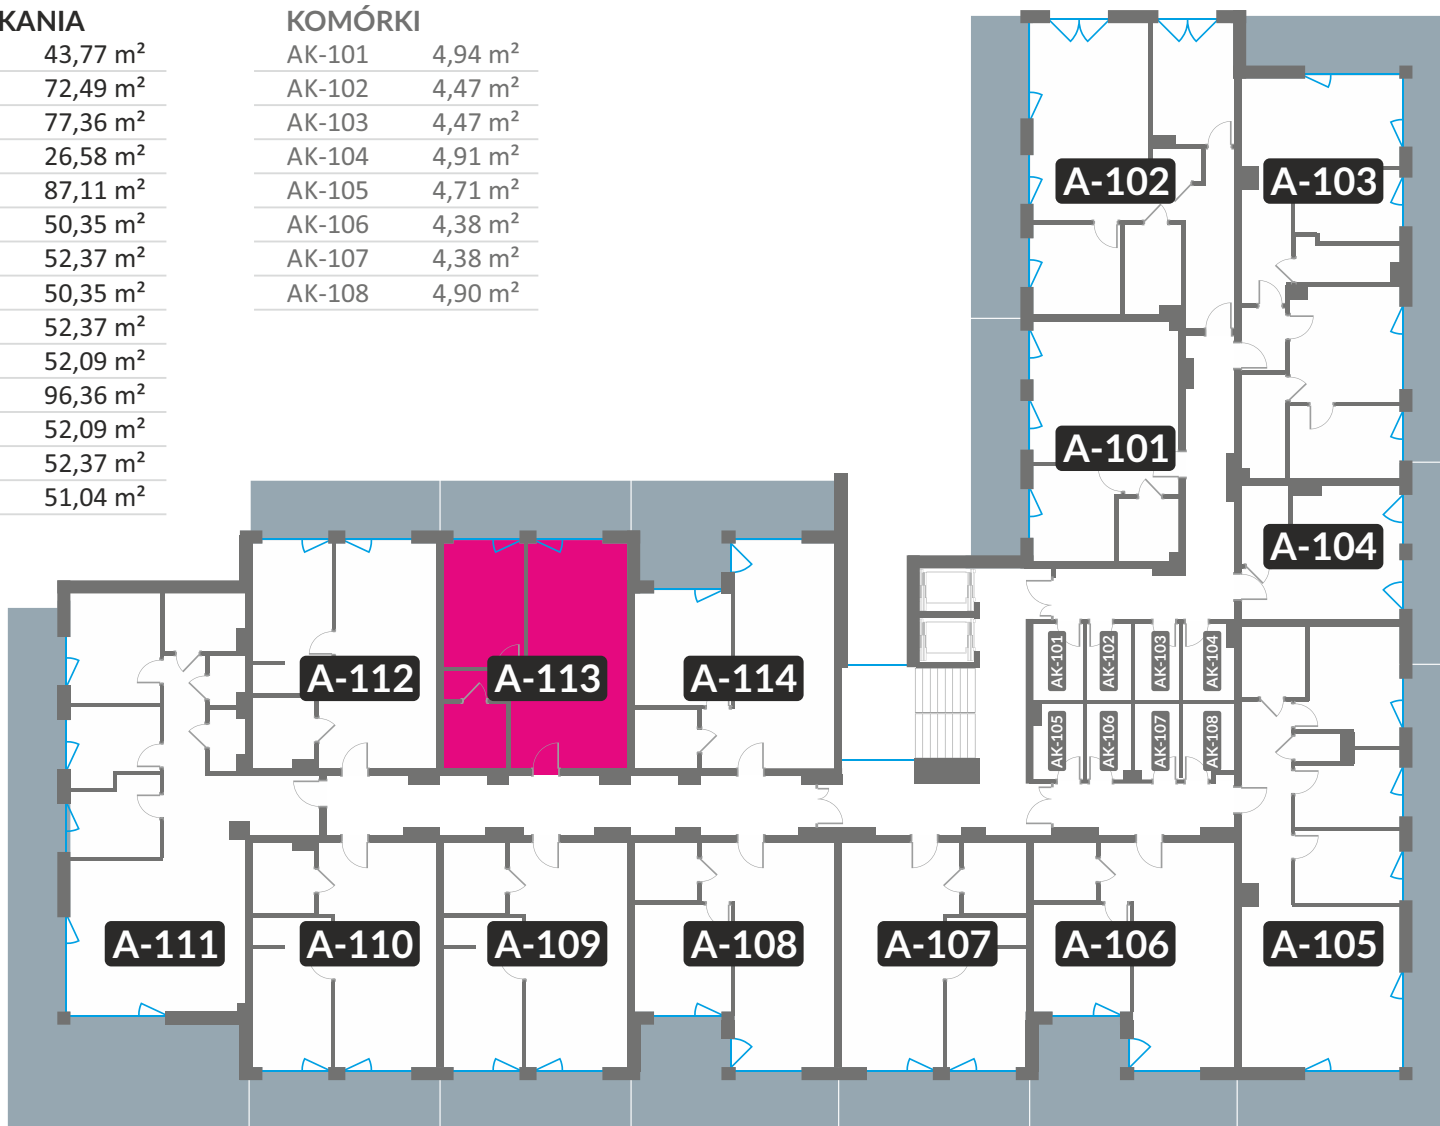 KANIA
43,77 m²
72,49 m²
77,36 m²
26,58 m²
87,11 m²
50,35 m²
52,37 m²
50,35 m²
52,37 m²
52,09 m²
96,36 m²
52,09 m²
52,37 m²
51,04 m²
KOMÓRKI
AK-101 4,94 m²
AK-102 4,47 m²
AK-103 4,47 m²
AK-104 4,91 m²
AK-105 4,71 m²
AK-106 4,38 m²
AK-107 4,38 m²
AK-108 4,90 m²
A-102
A-103
A-101
A-104
AK-101
AK-102
AK-103
AK-104
A-112
A-113
A-114
AK-105
AK-106
AK-107
AK-108
A-111
A-110
A-109
A-108
A-107
A-106
A-105